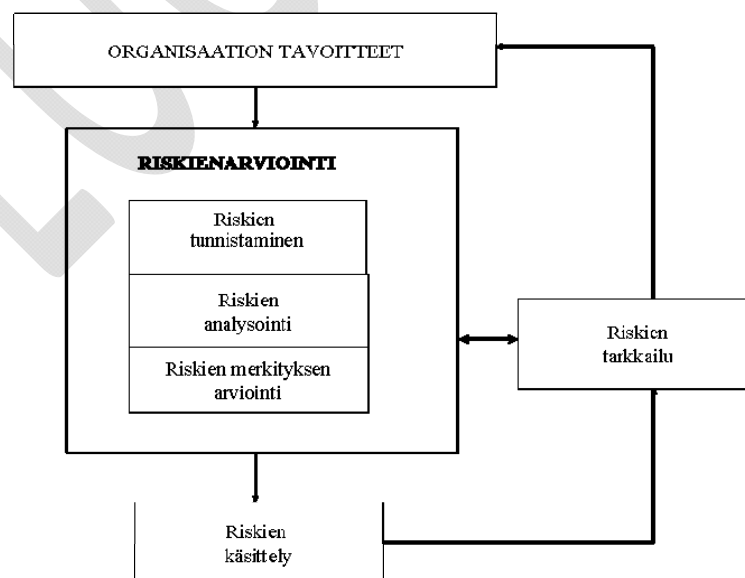 ORGANISAATION TAVOITTEET
RISKIENARVIOINTI
Riskien
tunnistaminen
Riskien
analysointi
Riskien merkityksen
arviointi
Riskien
tarkkailu
Riskien
käsittely